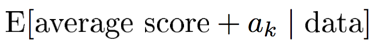 E[average score + a_k | data]